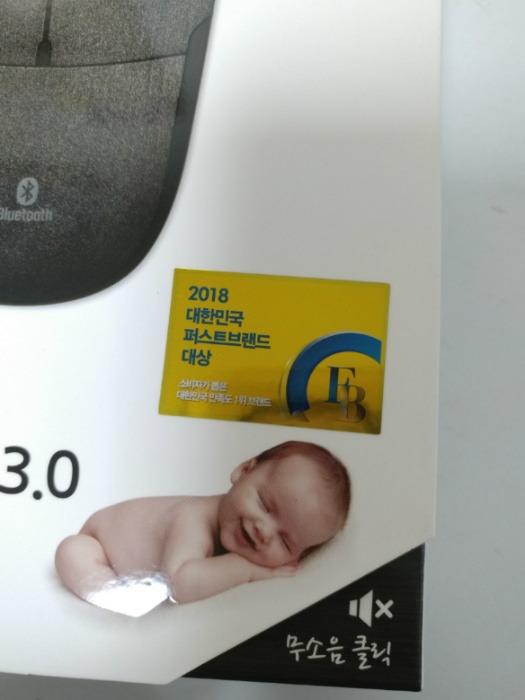 Bluetooth
2018
대한민국
퍼스트브랜드
대상
소비자가 뽑은
대한민국 만족도 1위 브랜드
FB
3.0
무소음 클릭